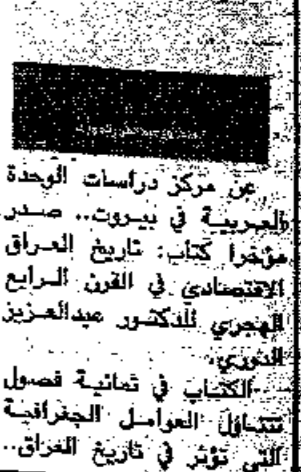 عن مركز دراسات الوحدة
العربية في بيروت.. صدر
مؤخرا كتاب: تاريخ العراق
الاقتصادي في القرن الرابع
الهجري للدكتور عبدالعزيز
الدوري.
الكتاب في ثمانية فصول
تتناول العوامل الجغرافية
التي تؤثر في تاريخ العراق..